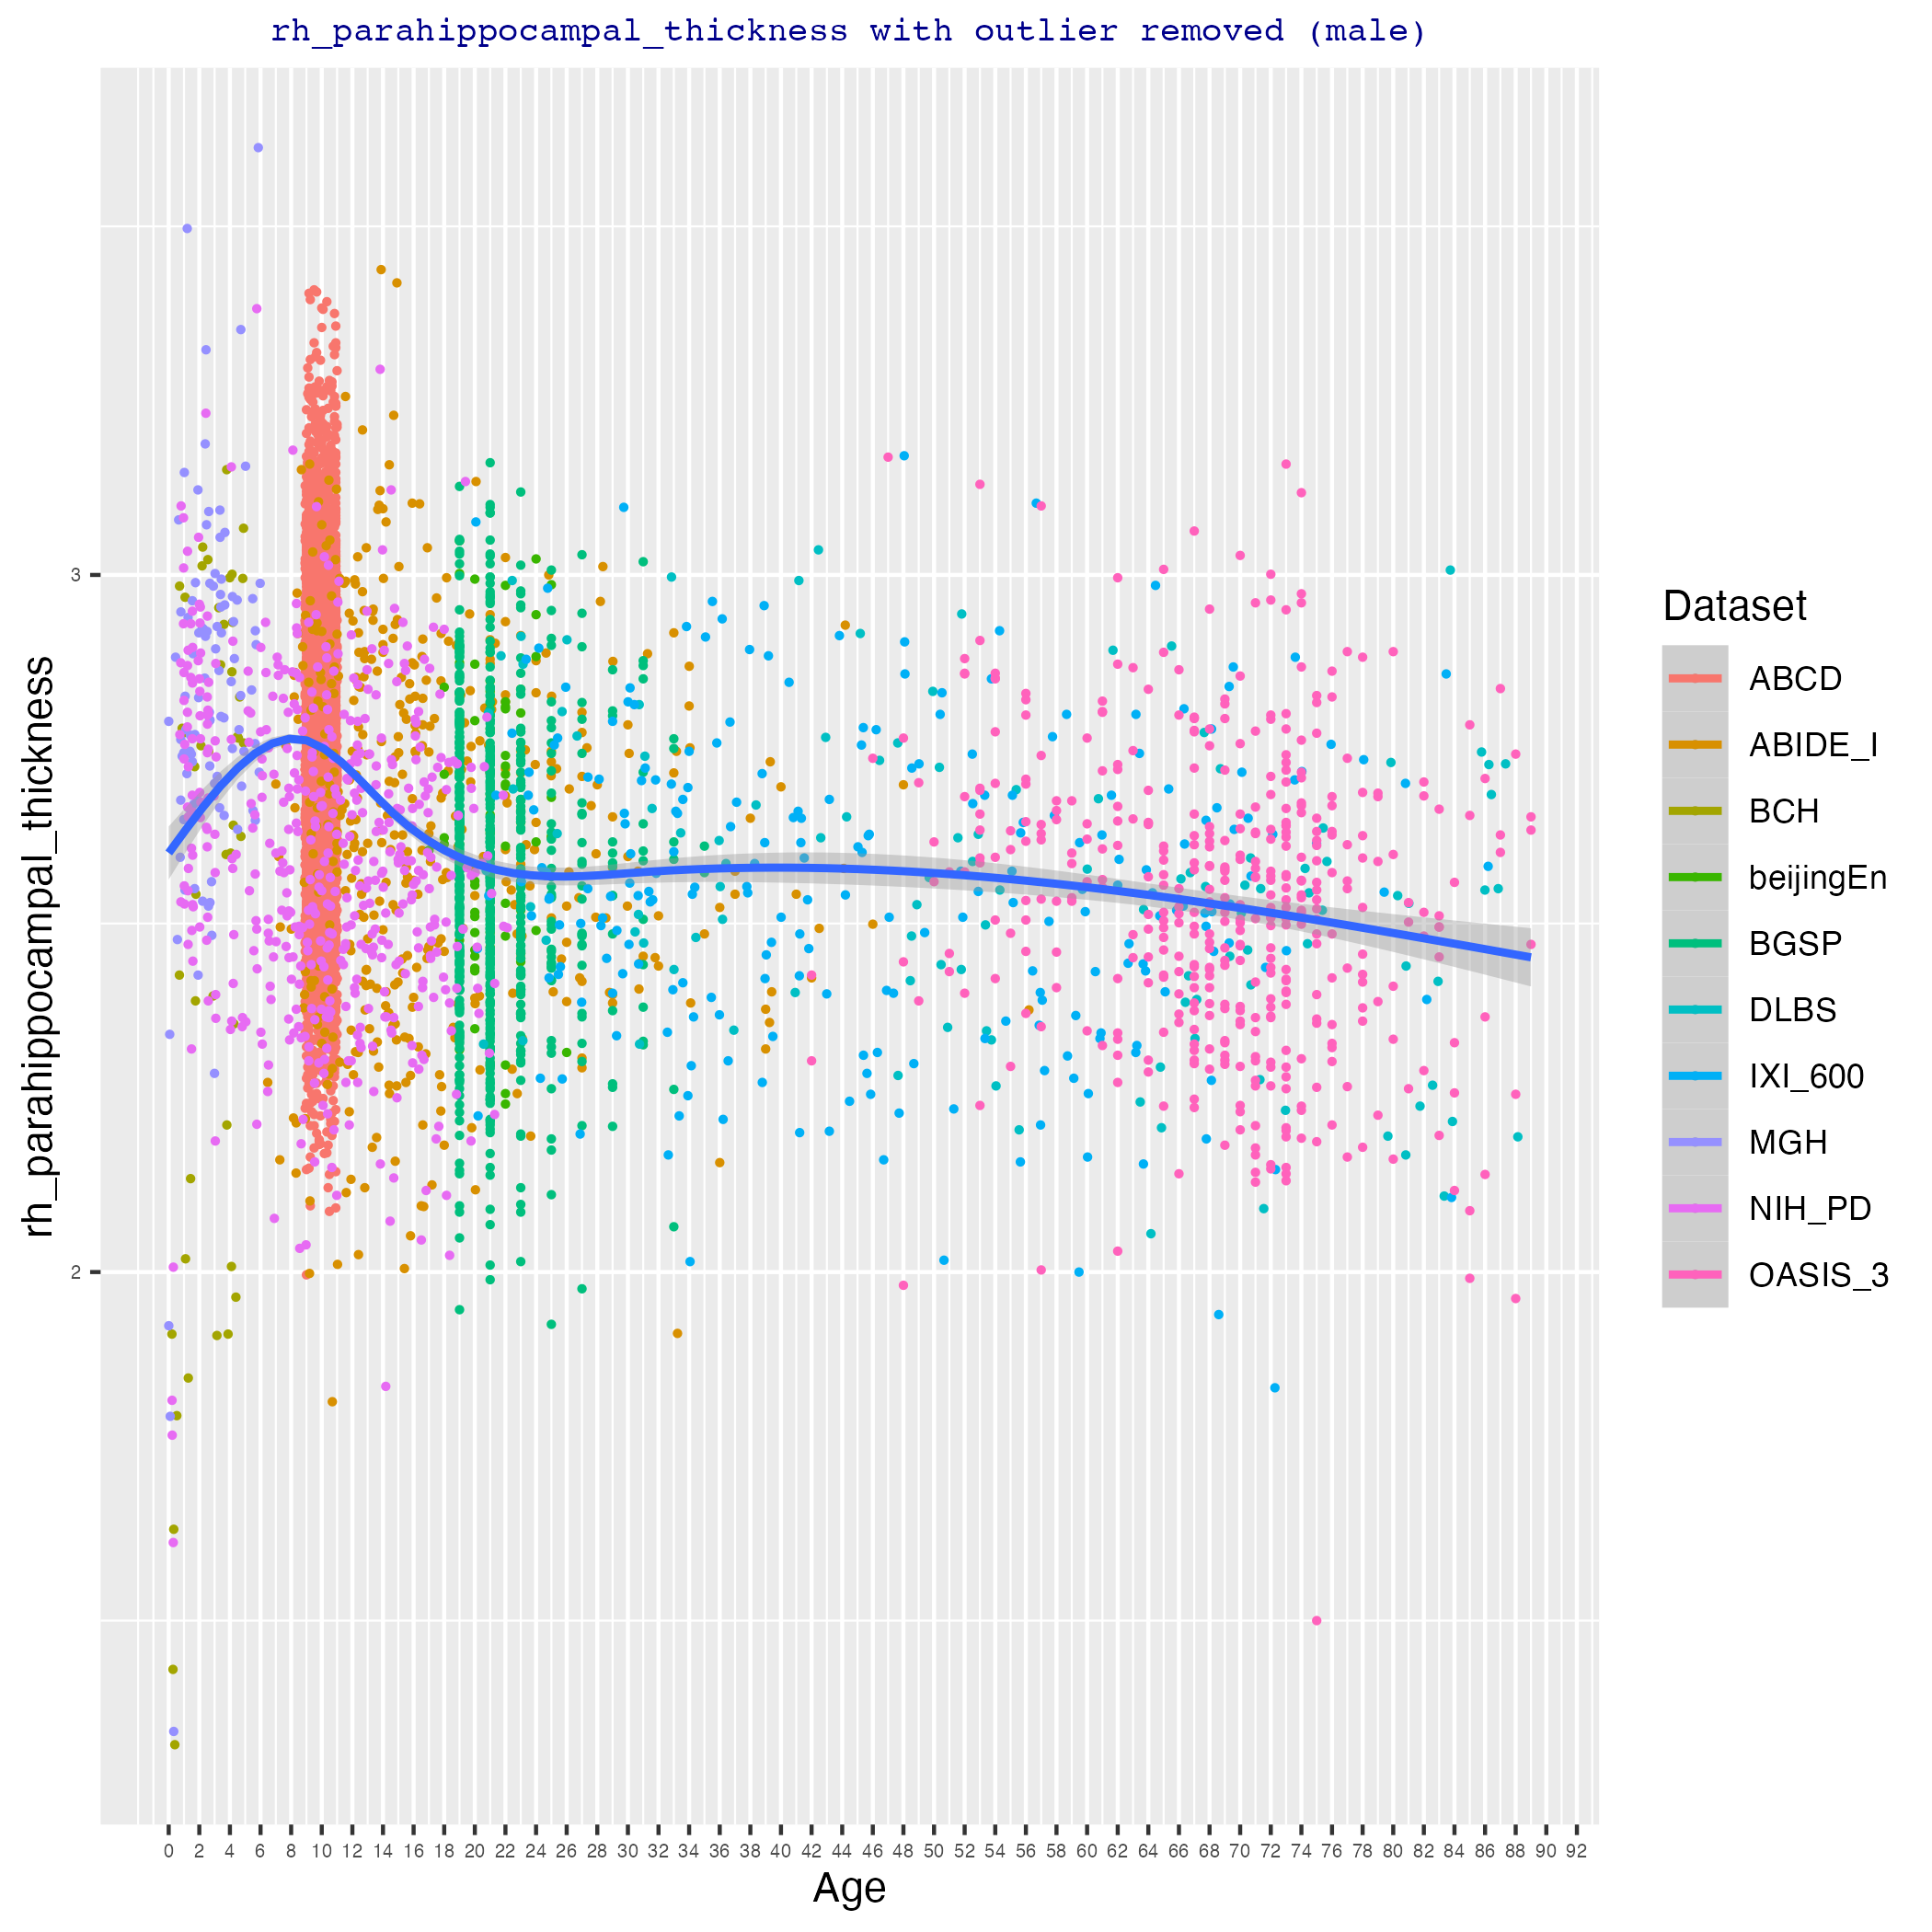 rh_parahippocampal_thickness with outlier removed (male)
rh_parahippocampal_thickness
3
2
0 2 4 6 8 10 12 14 16 18 20 22 24 26 28 30 32 34 36 38 40 42 44 46 48 50 52 54 56 58 60 62 64 66 68 70 72 74 76 78 80 82 84 86 88 90 92
Age
Dataset
ABCD
ABIDE_I
BCH
beijingEn
BGSP
DLBS
IXI_600
MGH
NIH_PD
OASIS_3